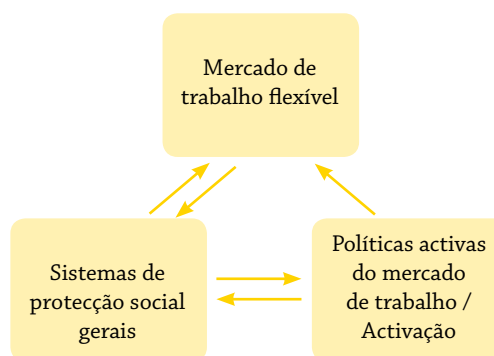 Mercado de
trabalho flexível
Sistemas de
protecção social
gerais
Políticas activas
do mercado
de trabalho /
Activação